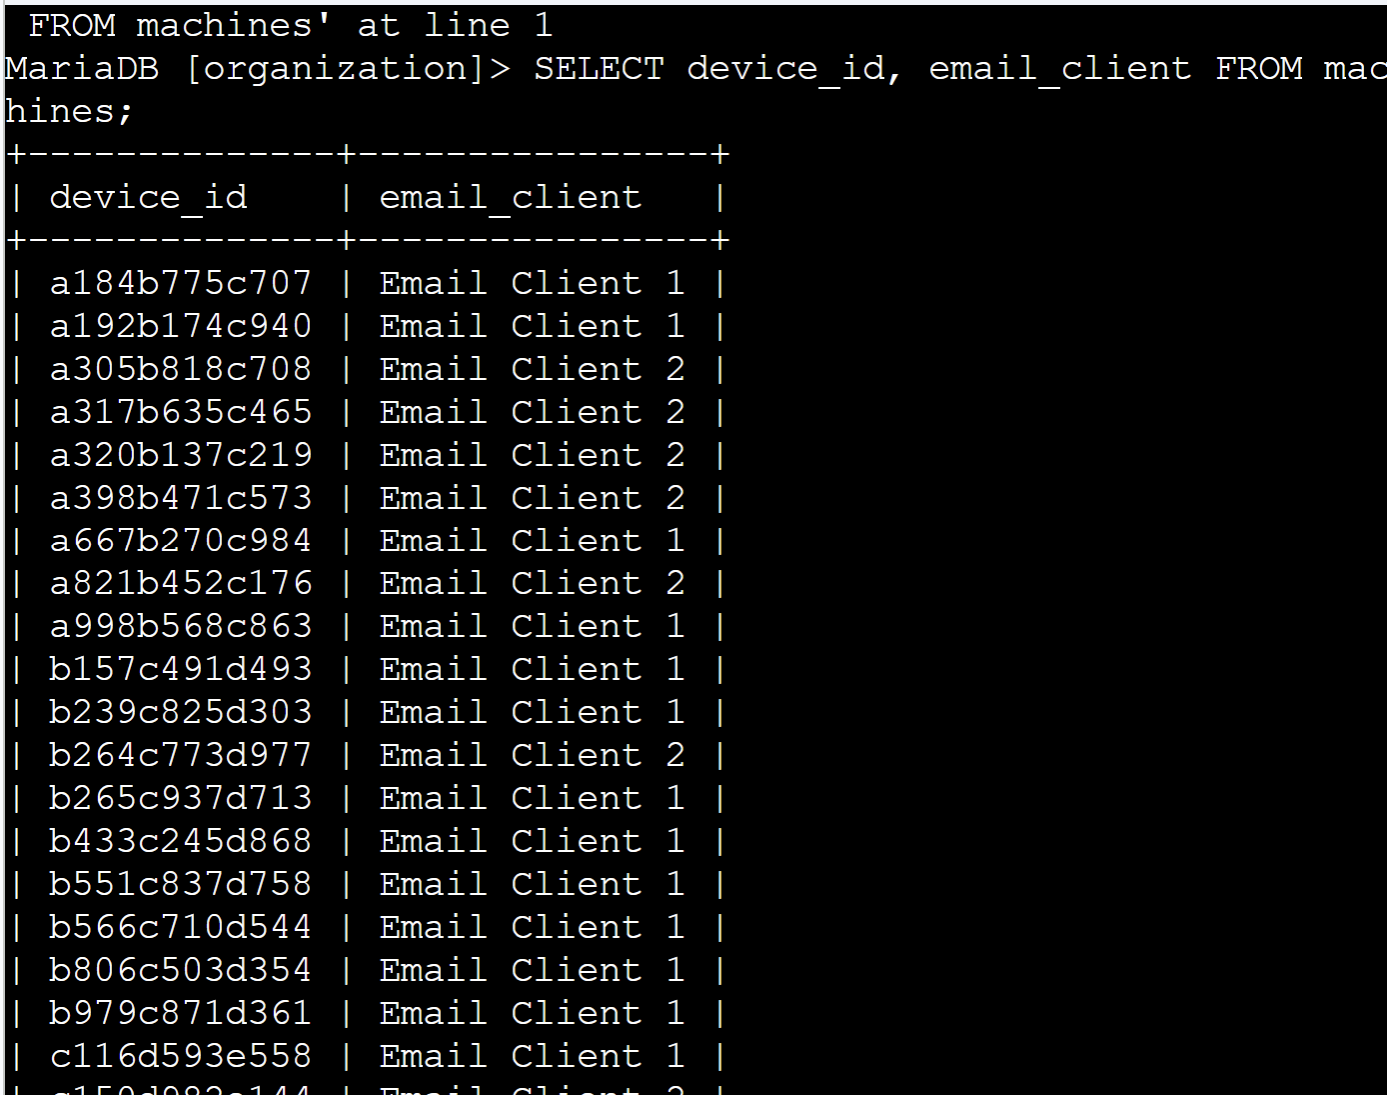 FROM machines' at line 1
MariaDB [organization]> SELECT device_id, email_client FROM mac
hines;
+--------------+----------------+
| device_id    | email_client   |
+--------------+----------------+
| a184b775c707 | Email Client 1 |
| a192b174c940 | Email Client 1 |
| a305b818c708 | Email Client 2 |
| a317b635c465 | Email Client 2 |
| a320b137c219 | Email Client 2 |
| a398b471c573 | Email Client 2 |
| a667b270c984 | Email Client 1 |
| a821b452c176 | Email Client 2 |
| a998b568c863 | Email Client 1 |
| b157c491d493 | Email Client 1 |
| b239c825d303 | Email Client 1 |
| b264c773d977 | Email Client 2 |
| b265c937d713 | Email Client 1 |
| b433c245d868 | Email Client 1 |
| b551c837d758 | Email Client 1 |
| b566c710d544 | Email Client 1 |
| b806c503d354 | Email Client 1 |
| b979c871d361 | Email Client 1 |
| c116d593e558 | Email Client 1 |
| Email Client